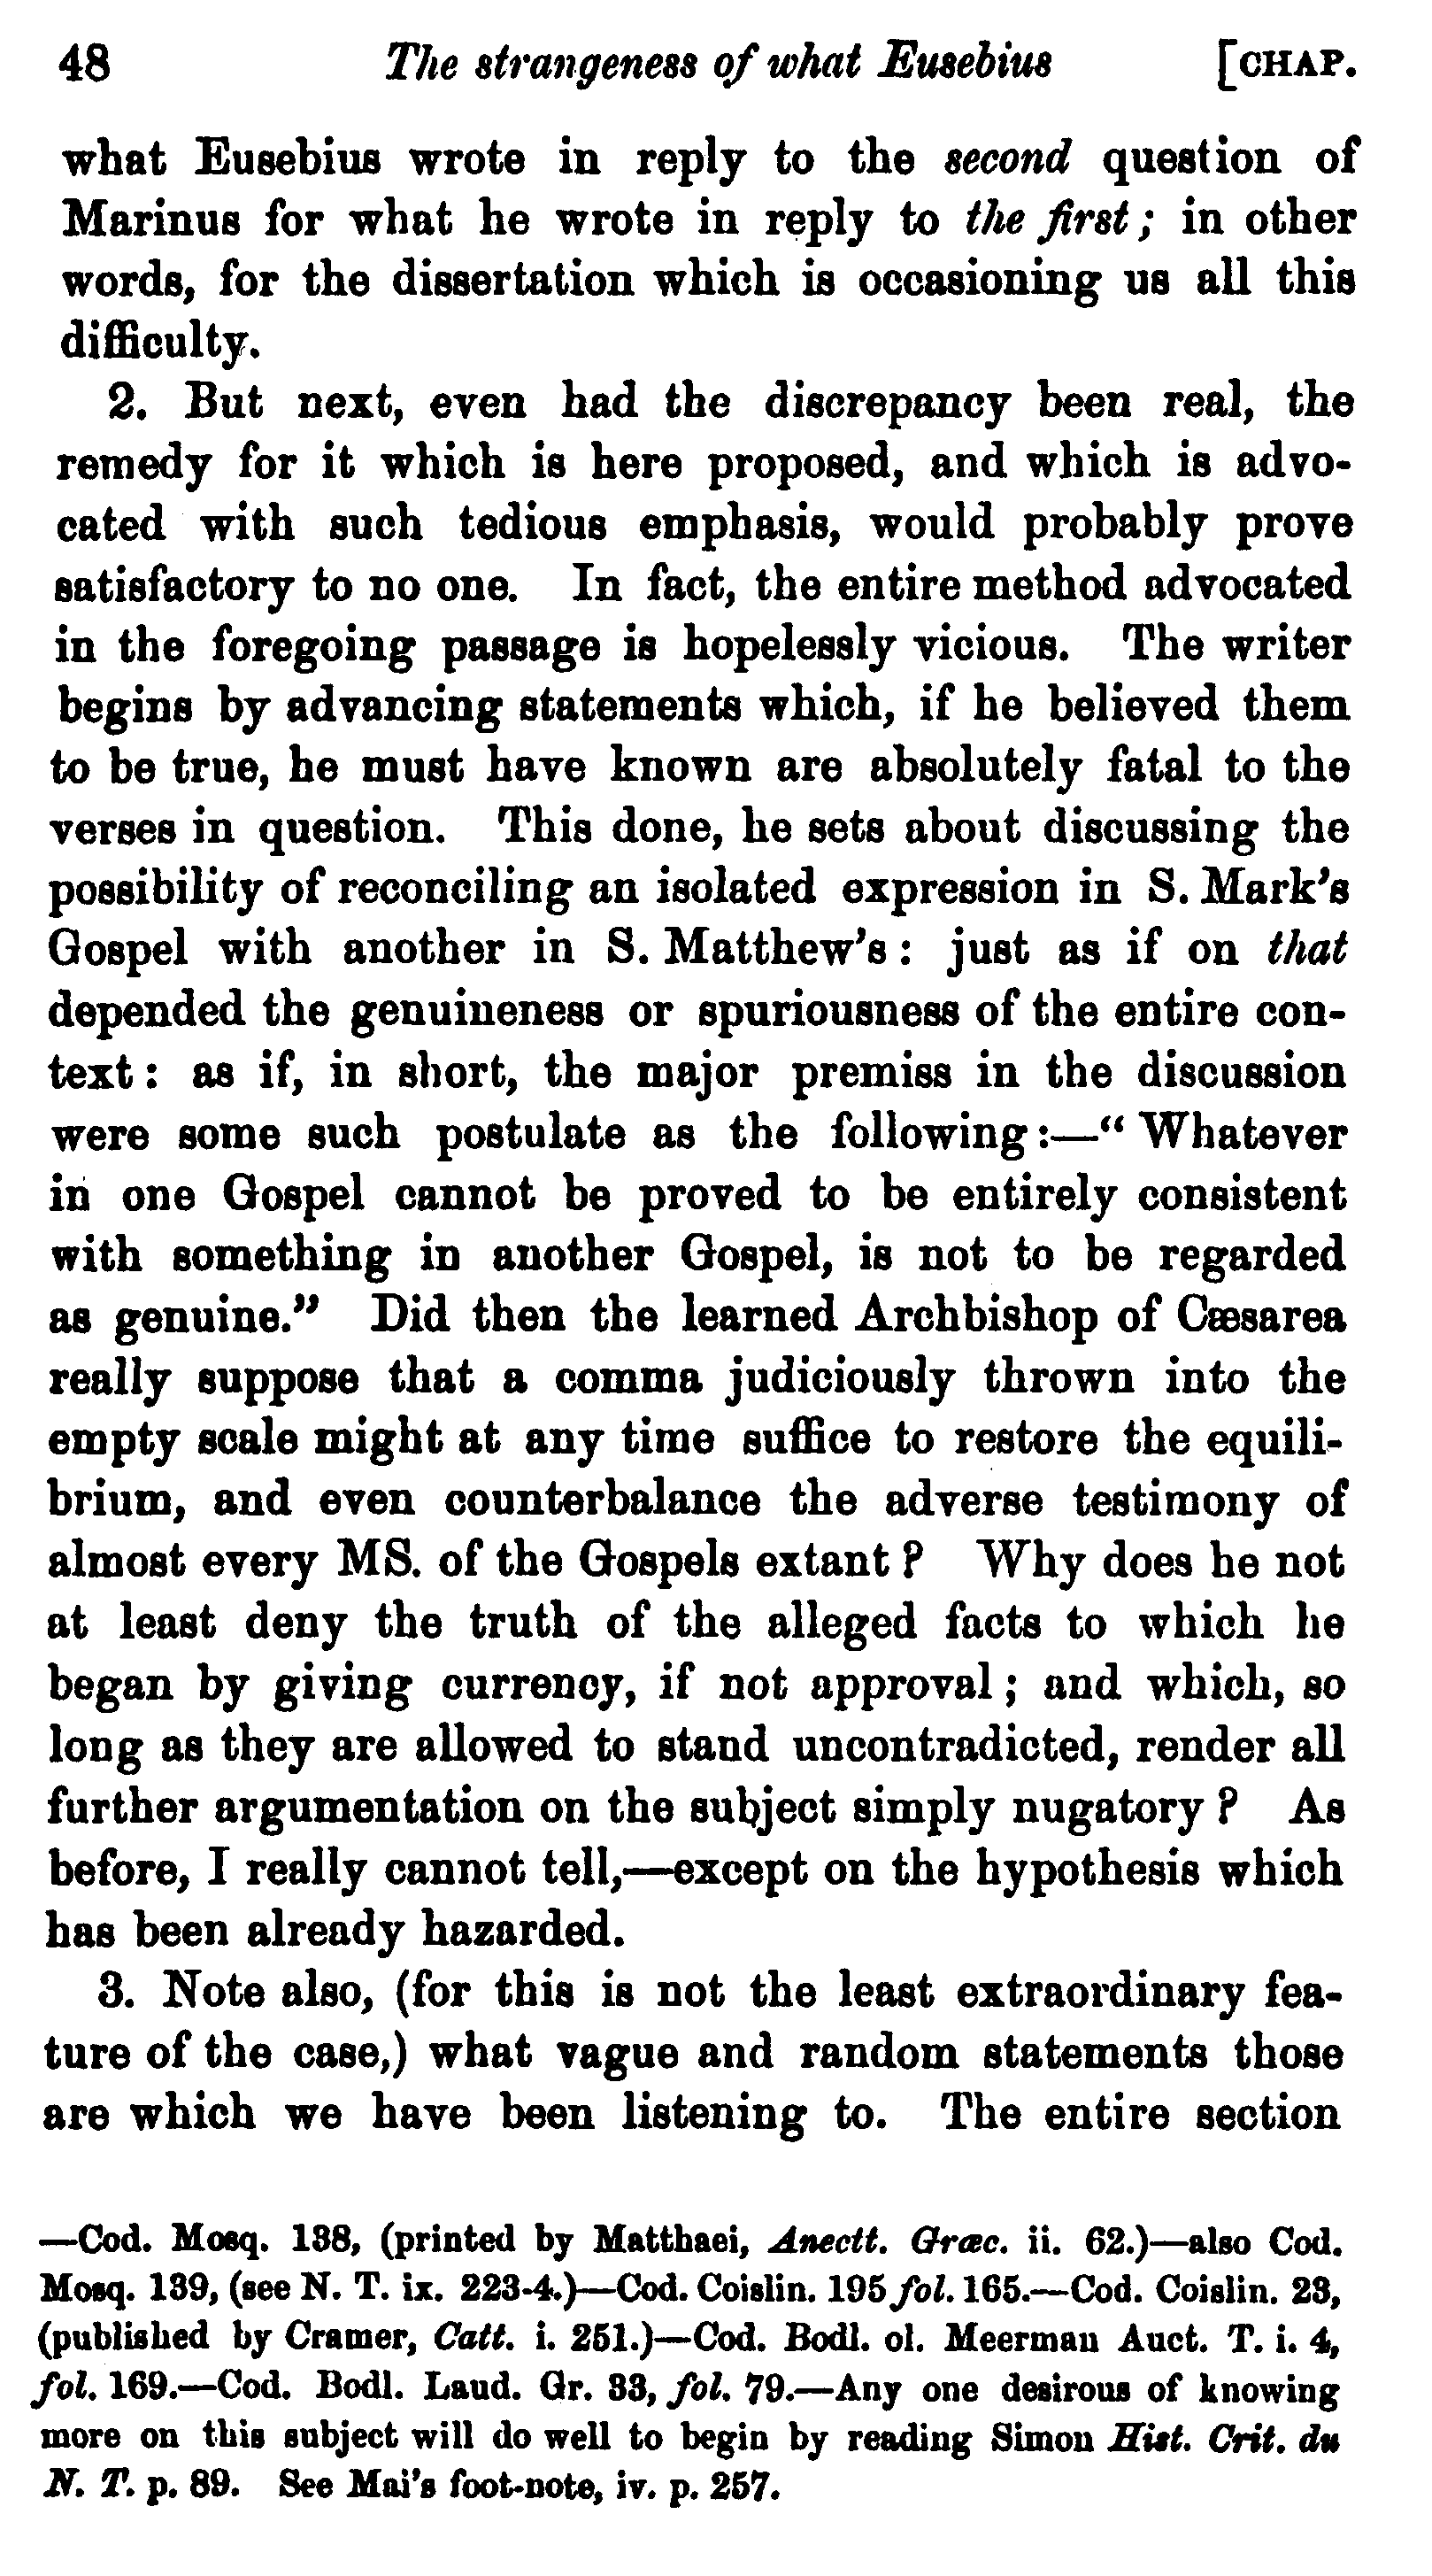 48 The strangeness of what Eusebius [CHAP.
what Eusebius wrote in reply to the second question of
Marinus for what he wrote in reply to the first; in other
words, for the dissertation which is occasioning us all this
difficulty.
2. But next, even had the discrepancy been real, the
remedy for it which is here proposed, and which is advo-
cated with such tedious emphasis, would probably prove
satisfactory to no one. In fact, the entire method advocated
in the foregoing passage is hopelessly vicious. The writer
begins by advancing statements which, if he believed them
to be true, he must have known are absolutely fatal to the
verses in question. This done, he sets about discussing the
possibility of reconciling an isolated expression in S. Mark's
Gospel with another in S. Matthew's: just as if on that
depended the genuineness or spuriousness of the entire con-
text: as if, in short, the major premiss in the discussion
were some such postulate as the following:—“Whatever
in one Gospel cannot be proved to be entirely consistent
with something in another Gospel, is not to be regarded
as genuine.” Did then the learned Archbishop of Cæsarea
really suppose that a comma judiciously thrown into the
empty scale might at any time suffice to restore the equili-
brium, and even counterbalance the adverse testimony of
almost every MS. of the Gospels extant? Why does he not
at least deny the truth of the alleged facts to which he
began by giving currency, if not approval; and which, so
long as they are allowed to stand uncontradicted, render all
further argumentation on the subject simply nugatory? As
before, I really cannot tell,—except on the hypothesis which
has been already hazarded.
3. Note also, (for this is not the least extraordinary fea-
ture of the case,) what vague and random statements those
are which we have been listening to. The entire section
—Cod. Mosq. 138, (printed by Matthaei, Anectt. Græc. ii. 62.)—also Cod.
Mosq. 139, (see N. T. ix. 223-4.)—Cod. Coislin. 195 fol. 165.—Cod. Coislin. 23,
(published by Cramer, Catt. i. 251.)—Cod. Bodl. ol. Meerman Auct. T. i. 4,
fol. 169.—Cod. Bodl. Laud. Gr. 33, fol. 79.—Any one desirous of knowing
more on this subject will do well to begin by reading Simon Hist. Crit. du
N. T. p. 89. See Mai's foot-note, iv. p. 257.